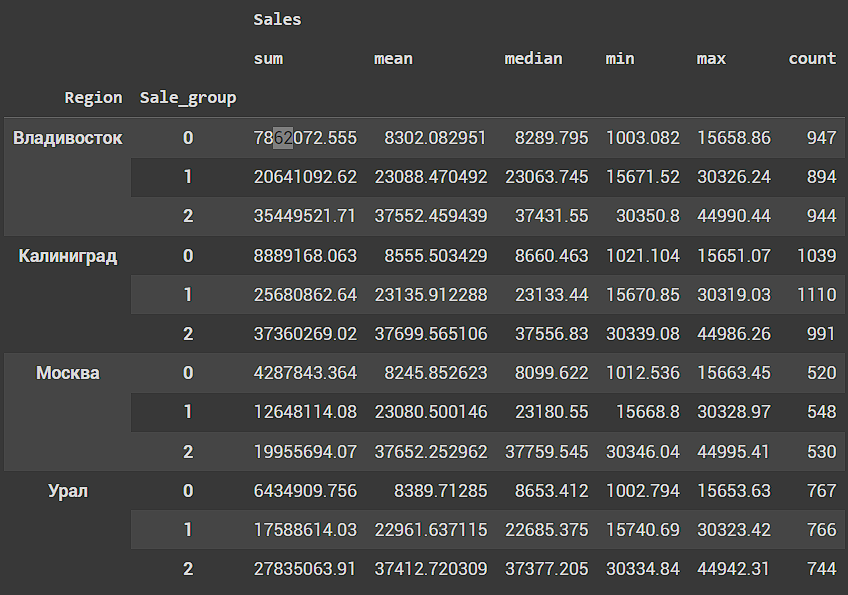 Sales
sum mean median min max count
Region Sale_group
Владивосток 0 7862072.555 8302.082951 8289.795 1003.082 15658.86 947
1 20641092.62 23088.470492 23063.745 15671.52 30326.24 894
2 35449521.71 37552.459439 37431.55 30350.8 44990.44 944
Калиниград 0 8889168.063 8555.503429 8660.463 1021.104 15651.07 1039
1 25680862.64 23135.912288 23133.44 15670.85 30319.03 1110
2 37360269.02 37699.565106 37556.83 30339.08 44986.26 991
Москва 0 4287843.364 8245.852623 8099.622 1012.536 15663.45 520
1 12648114.08 23080.500146 23180.55 15668.8 30328.97 548
2 19955694.07 37652.252962 37759.545 30346.04 44995.41 530
Урал 0 6434909.756 8389.71285 8653.412 1002.794 15653.63 767
1 17588614.03 22961.637115 22685.375 15740.69 30323.42 766
2 27835063.91 37412.720309 37377.205 30334.84 44942.31 744